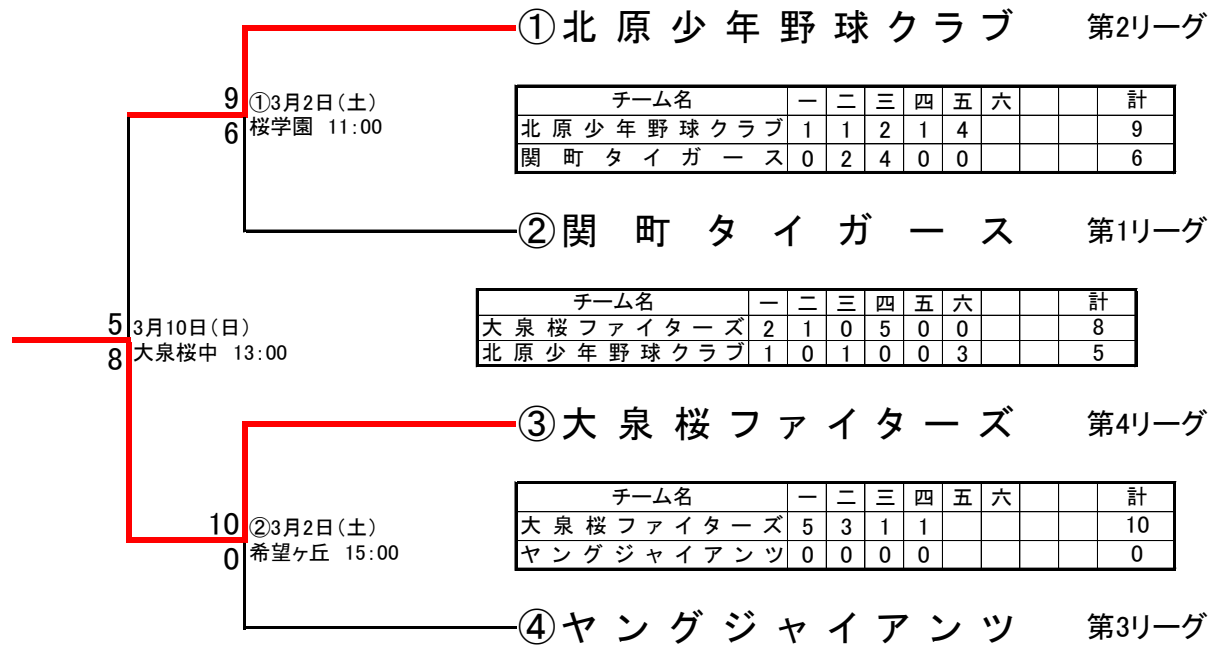 ①北原少年野球クラブ 第2リーグ
9 ①3月2日(土)
6 桜学園 11:00
チーム名 一 二 三 四 五 六 計
北原少年野球クラブ 1 1 2 1 4 9
関町タイガース 0 2 4 0 0 6
②関町タイガース 第1リーグ
5 3月10日(日)
8 大泉桜中 13:00
チーム名 一 二 三 四 五 六 計
大泉桜ファイターズ 2 1 0 5 0 0 8
北原少年野球クラブ 1 0 1 0 0 3 5
③大泉桜ファイターズ 第4リーグ
10 ②3月2日(土)
0 希望ヶ丘 15:00
チーム名 一 二 三 四 五 六 計
大泉桜ファイターズ 5 3 1 1 10
ヤングジャイアンツ 0 0 0 0 0
④ヤングジャイアンツ 第3リーグ